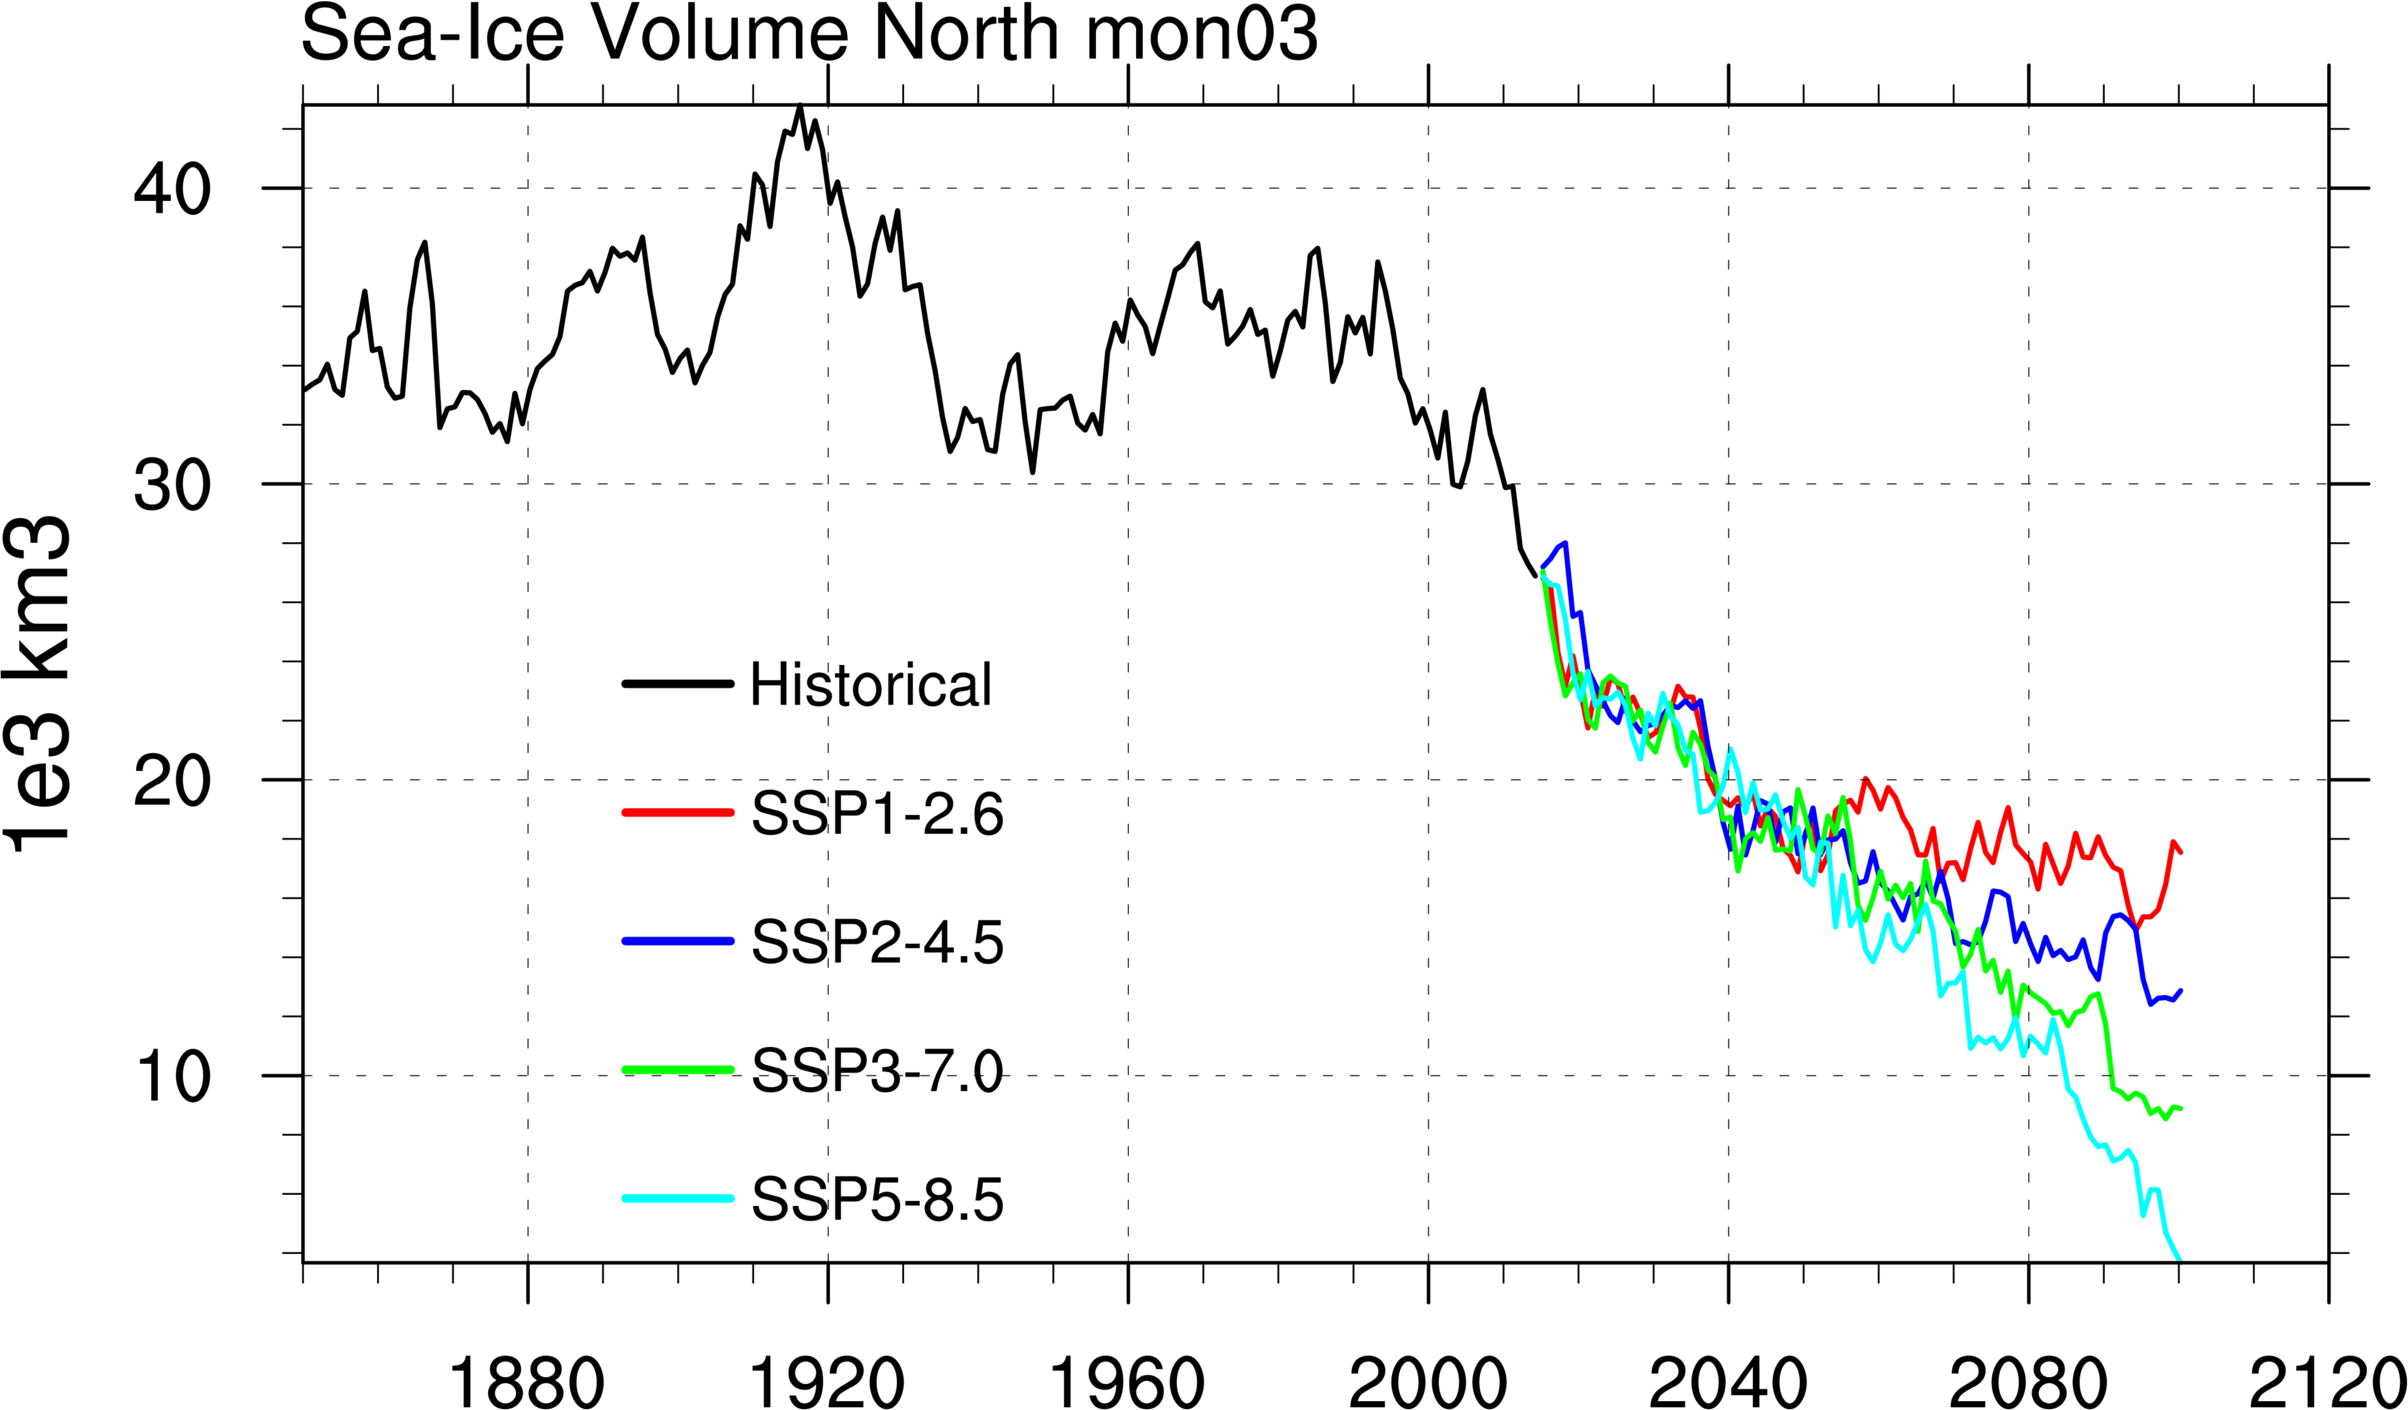 Sea-Ice Volume North mon03
1e3 km3
40
30
20
10
Historical
SSP1-2.6
SSP2-4.5
SSP3-7.0
SSP5-8.5
1880 1920 1960 2000 2040 2080 2120